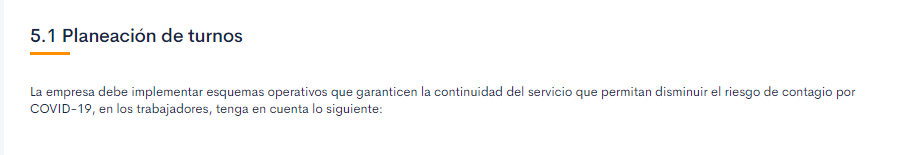 5.1 Planeación de turnos
La empresa debe implementar esquemas operativos que garanticen la continuidad del servicio que permitan disminuir el riesgo de contagio por
COVID-19, en los trabajadores, tenga en cuenta lo siguiente: